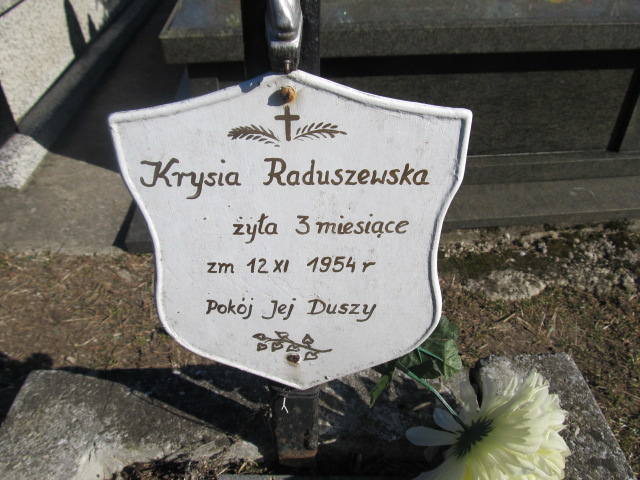 Krysia Raduszewska
żyła 3 miesiące
zm 12 XI 1954 r
Pokój Jej Duszy